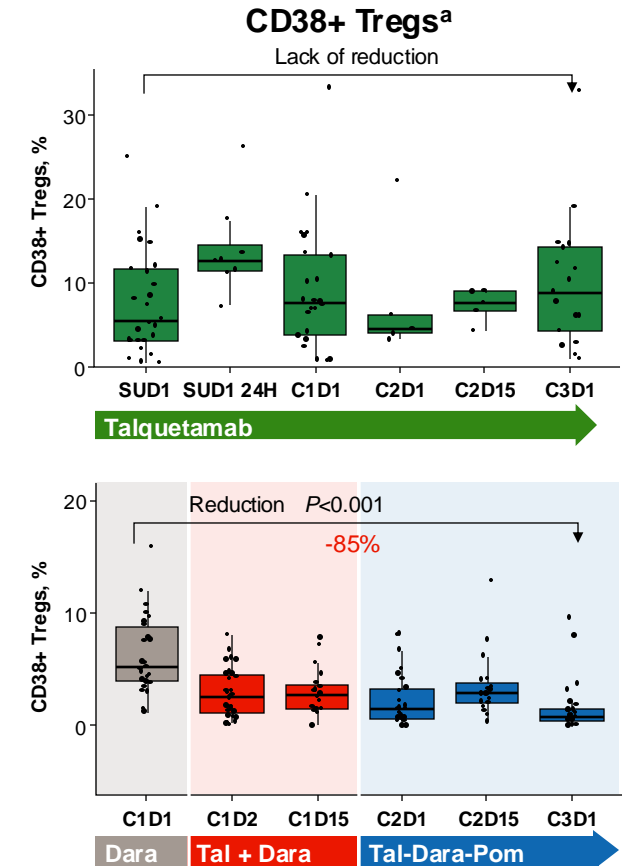 CD38+ Tregsᵃ
Lack of reduction
CD38+ Tregs, %
30
20
10
0
SUD1 SUD1 24H C1D1 C2D1 C2D15 C3D1
Talquetamab
Reduction P<0.001
-85%
CD38+ Tregs, %
20
10
0
C1D1 C1D2 C1D15 C2D1 C2D15 C3D1
Dara Tal + Dara Tal-Dara-Pom